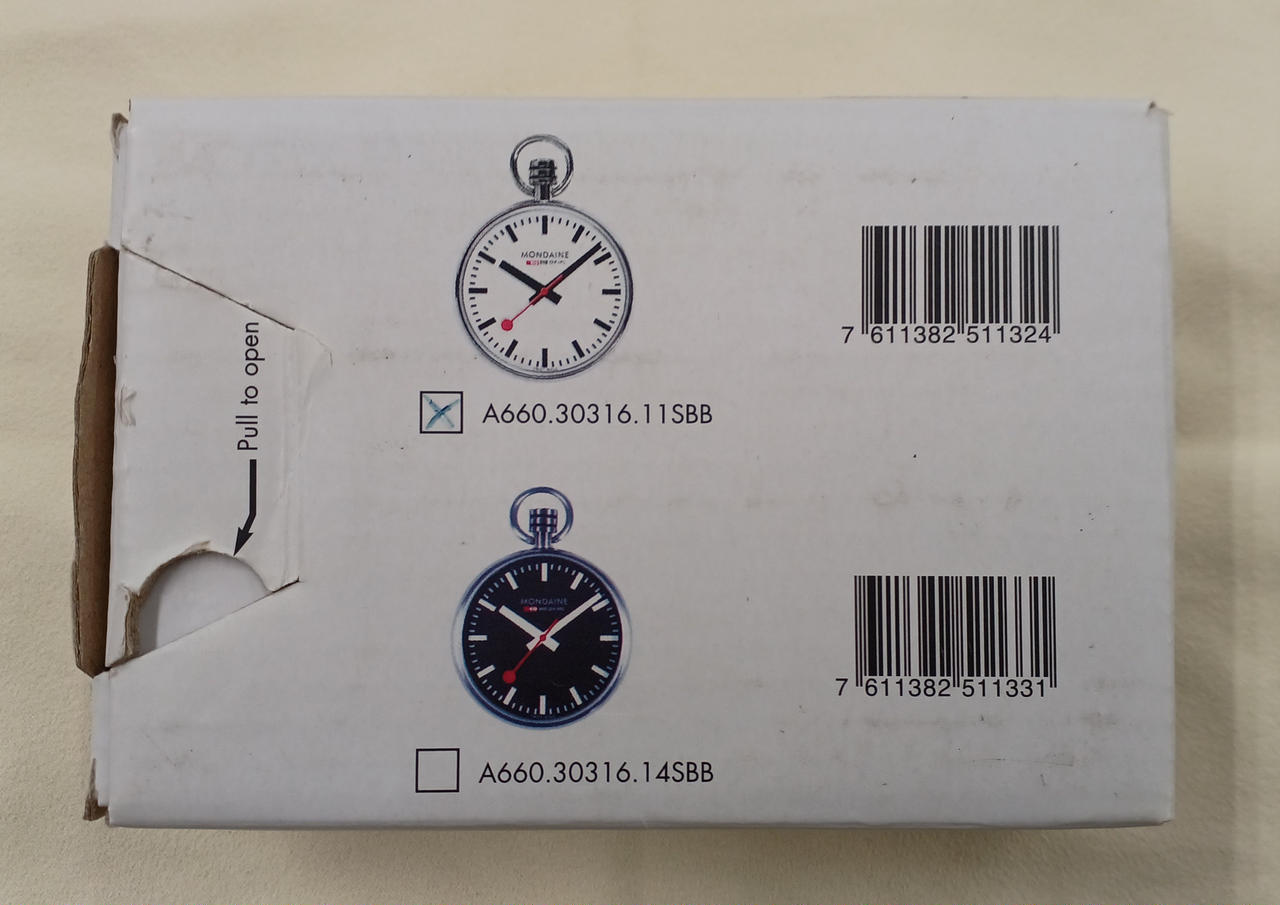 MONDAINE
7 611382 511324
Pull to open
A660.30316.11SBB
MONDAINE
7 611382 511331
A660.30316.14SBB